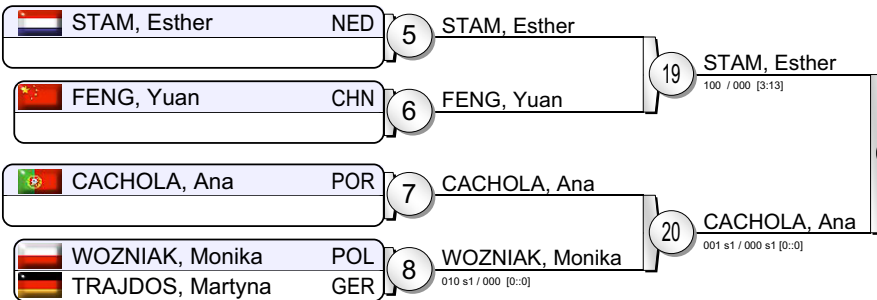 STAM, Esther NED
5
STAM, Esther
FENG, Yuan CHN
6
FENG, Yuan
19
STAM, Esther
100 / 000 [3:13]
CACHOLA, Ana POR
7
CACHOLA, Ana
WOZNIAK, Monika POL
TRAJDOS, Martyna GER
8
WOZNIAK, Monika
010 s1 / 000 [0::0]
20
CACHOLA, Ana
001 s1 / 000 s1 [0::0]